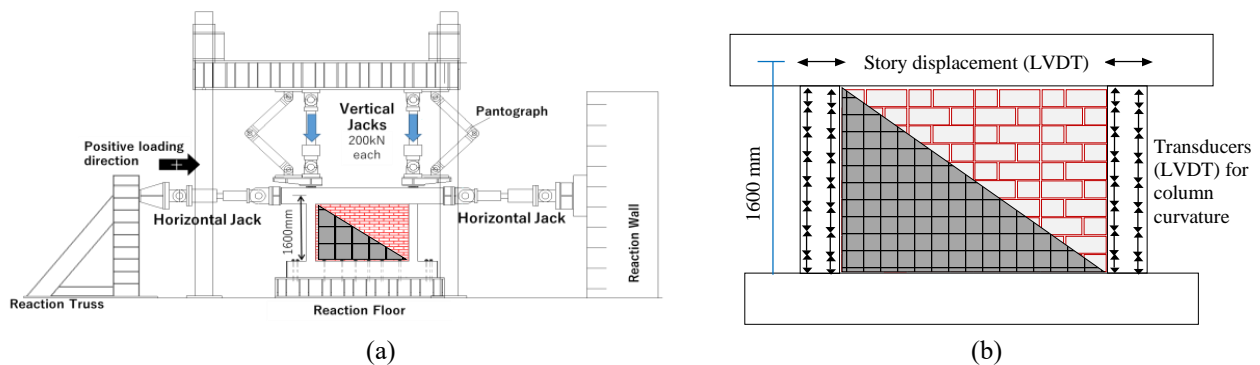 Vertical
Jacks
200kN
each
Pantograph
Positive loading
direction
Horizontal Jack
Horizontal Jack
1600mm
Reaction Wall
Reaction Truss
Reaction Floor
(a)
Story displacement (LVDT)
1600 mm
Transducers
(LVDT) for
column
curvature
(b)